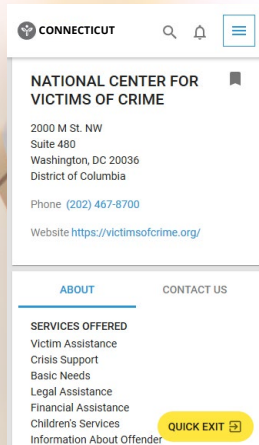 CONNECTICUT
NATIONAL CENTER FOR
VICTIMS OF CRIME
2000 M St. NW
Suite 480
Washington, DC 20036
District of Columbia
Phone (202) 467-8700
Website https://victimsofcrime.org/
ABOUT CONTACT US
SERVICES OFFERED
Victim Assistance
Crisis Support
Basic Needs
Legal Assistance
Financial Assistance
Children's Services
Information About Offender
QUICK EXIT